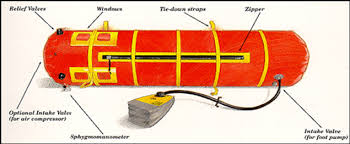 Relief Valves
Windows
Tie-down straps
Zipper
Optional Intake Valve
(for air compressor)
Sphygmomanometer
Intake Valve
(for foot pump)